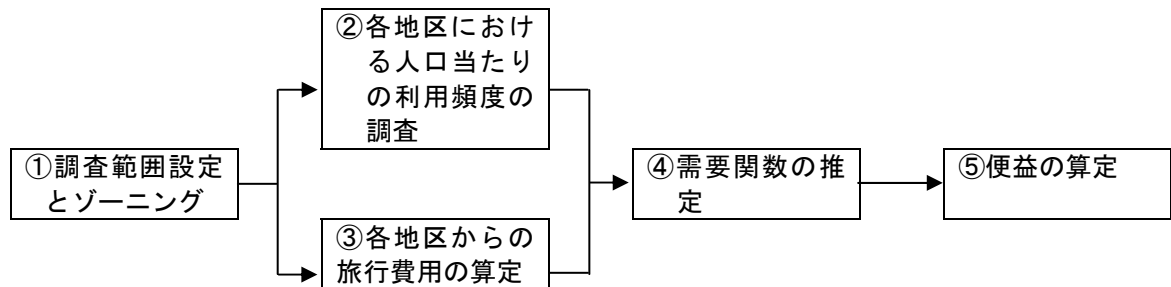 ①調査範囲設定
とゾーニング
②各地区におけ
る人口当たり
の利用頻度の
調査
③各地区からの
旅行費用の算定
④需要関数の推
定
⑤便益の算定